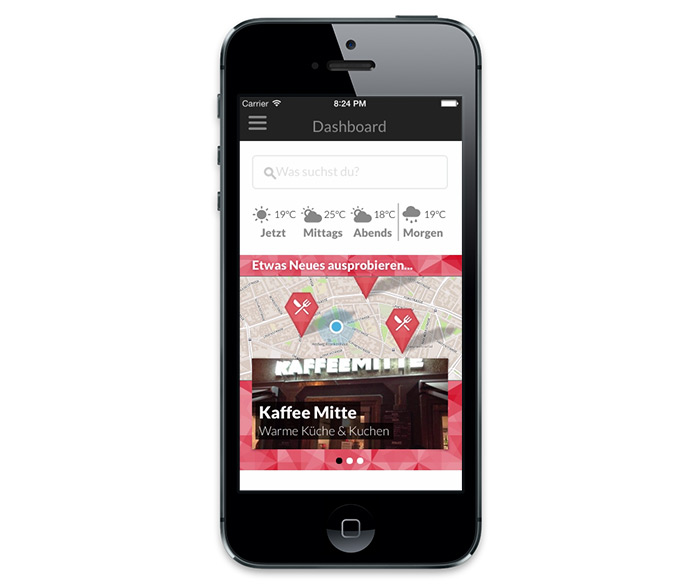 Carrier 8:24 PM
Dashboard
Was suchst du?
19°C 25°C 18°C 19°C
Jetzt Mittags Abends Morgen
Etwas Neues ausprobieren...
KAFFEEMITTE
Kaffee Mitte
Warme Küche & Kuchen